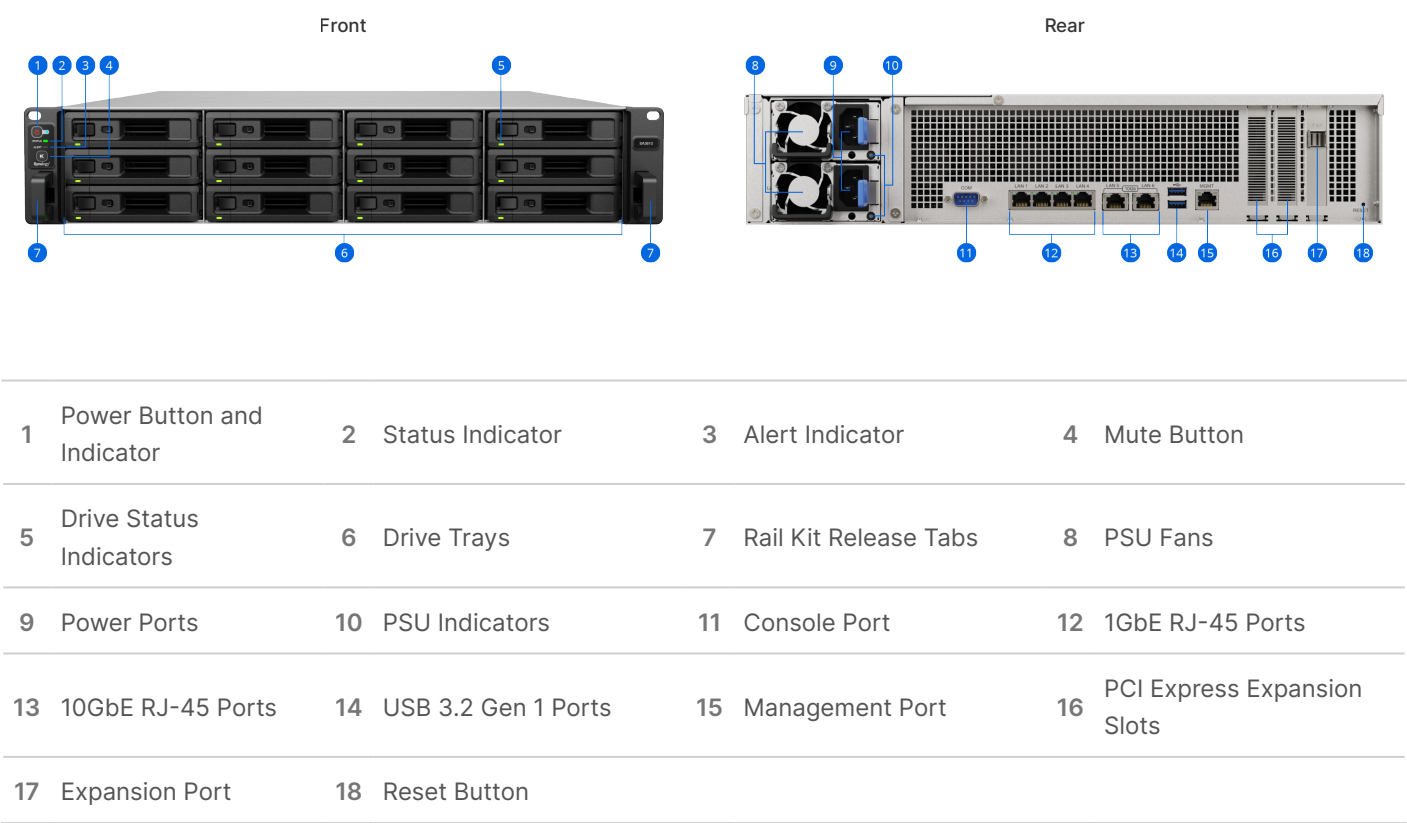 Front
Rear
1 2 3 4 5
8 9 10
Synology
COM
LAN 1 LAN 2 LAN 3 LAN 4
LAN 5 LAN 6
MGMT
RESET
7 6 7
11 12 13 14 15 16 17 18
1 Power Button and Indicator 2 Status Indicator 3 Alert Indicator 4 Mute Button
5 Drive Status Indicators 6 Drive Trays 7 Rail Kit Release Tabs 8 PSU Fans
9 Power Ports 10 PSU Indicators 11 Console Port 12 1GbE RJ-45 Ports
13 10GbE RJ-45 Ports 14 USB 3.2 Gen 1 Ports 15 Management Port 16 PCI Express Expansion Slots
17 Expansion Port 18 Reset Button